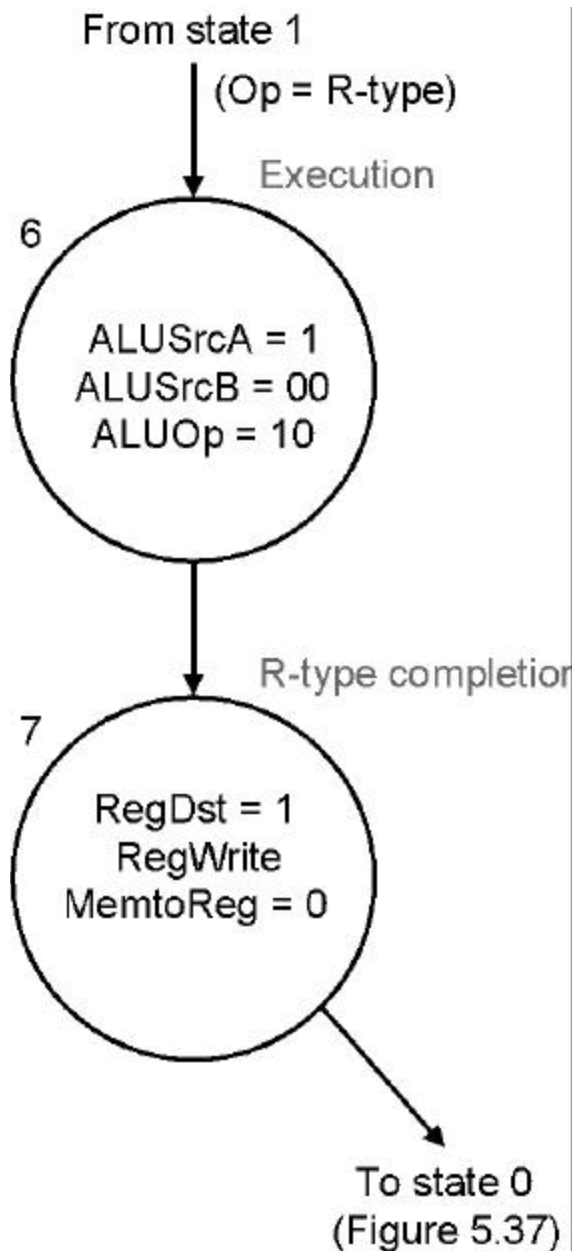 From state 1
(Op = R-type)
Execution
6
ALUSrcA = 1
ALUSrcB = 00
ALUOp = 10
R-type completion
7
RegDst = 1
RegWrite
MemtoReg = 0
To state 0
(Figure 5.37)